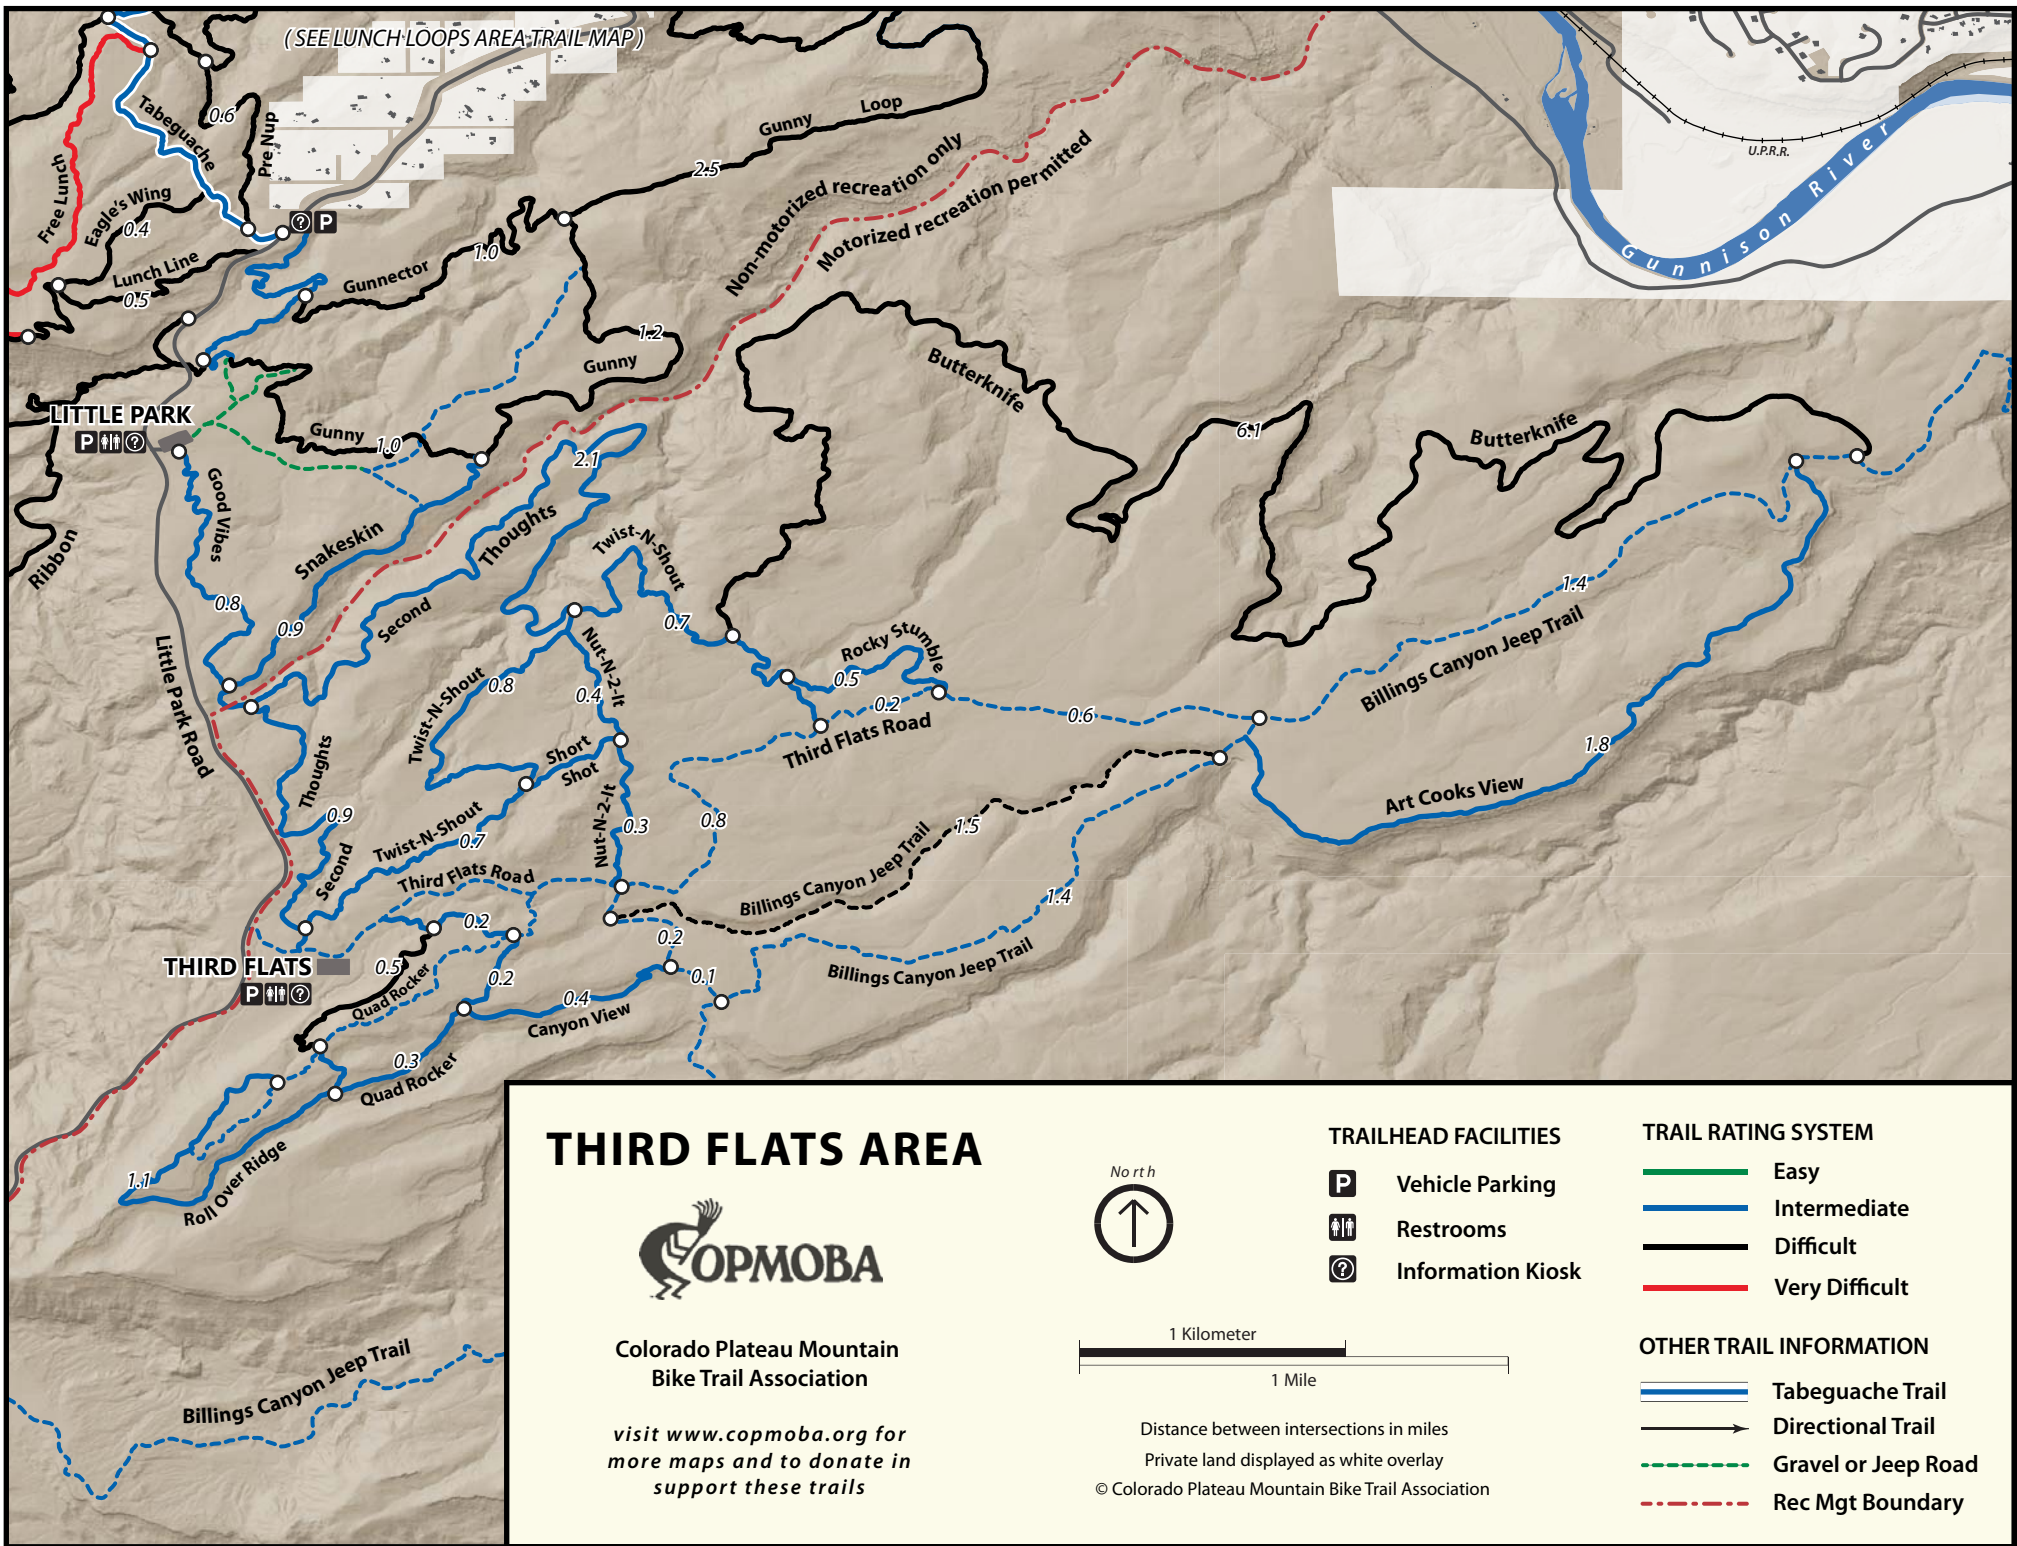 ( SEE LUNCH LOOPS AREA TRAIL MAP )
Tabeguache
0.6
Pre Nup
Free Lunch
Eagle's Wing
0.4
Lunch Line
0.5
Gunnector
1.0
Gunny
Loop
2.5
Non-motorized recreation only
Motorized recreation permitted
U.P.R.R.
Gunnison River
1.2
Gunny
Butterknife
LITTLE PARK
P
?
P
?
Gunny
1.0
2.1
6.1
Butterknife
Good Vibes
Ribbon
Snakeskin
Thoughts
Twist-N-Shout
0.8
0.9
Second
0.7
1.4
Billings Canyon Jeep Trail
Little Park Road
Nut-N-2-It
Rocky Stumble
0.5
0.2
Third Flats Road
0.6
Twist-N-Shout
0.8
0.4
Short
Shot
Thoughts
0.9
Second
Twist-N-Shout
0.7
Nut-N-2-It
0.3
0.8
1.8
Art Cooks View
Third Flats Road
Billings Canyon Jeep Trail
1.5
1.4
Billings Canyon Jeep Trail
0.2
0.2
THIRD FLATS
P
?
0.5
Quad Rocker
0.2
0.1
0.4
Canyon View
0.3
Quad Rocker
1.1
Roll Over Ridge
Billings Canyon Jeep Trail
THIRD FLATS AREA
COPMOBA
Colorado Plateau Mountain
Bike Trail Association
visit www.copmoba.org for
more maps and to donate in
support these trails
North
1 Kilometer
1 Mile
Distance between intersections in miles
Private land displayed as white overlay
© Colorado Plateau Mountain Bike Trail Association
TRAILHEAD FACILITIES
P Vehicle Parking
Restrooms
? Information Kiosk
TRAIL RATING SYSTEM
Easy
Intermediate
Difficult
Very Difficult
OTHER TRAIL INFORMATION
Tabeguache Trail
Directional Trail
Gravel or Jeep Road
Rec Mgt Boundary